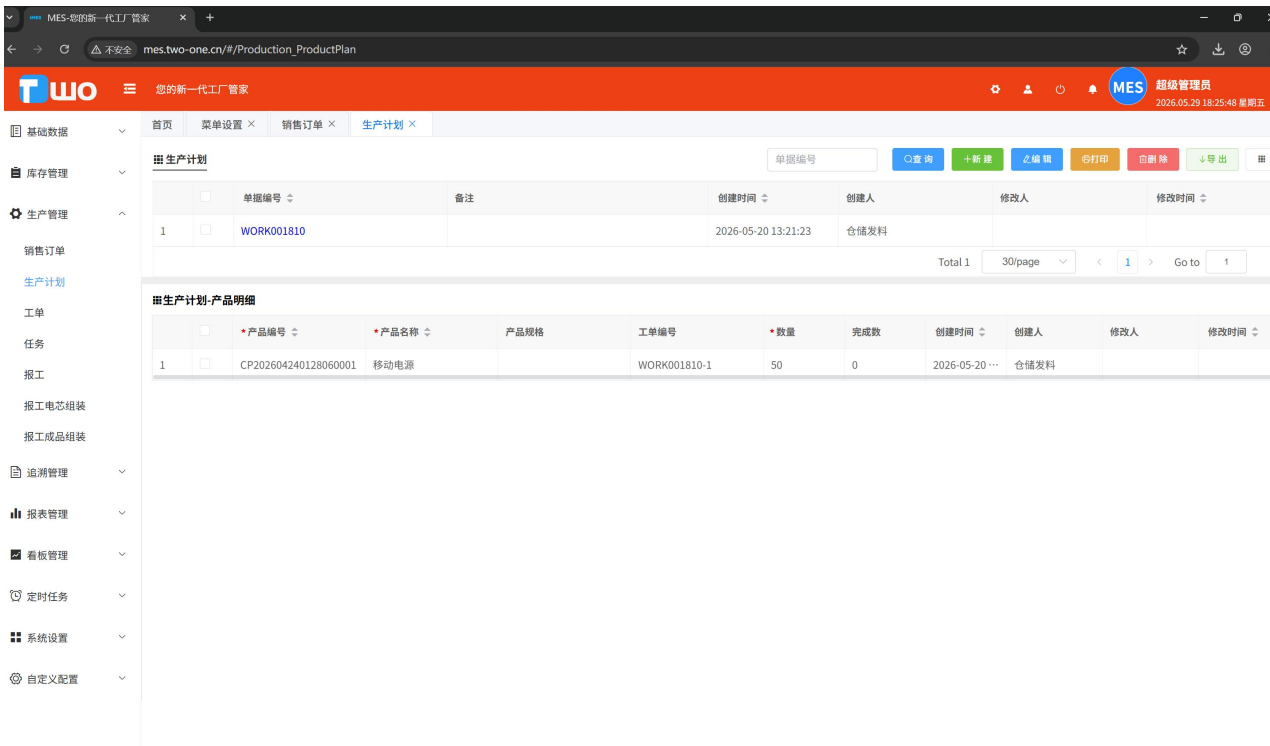 MES-您的新一代工厂管家
不安全 mes.two-one.cn/#/Production_ProductPlan
TWO 您的新一代工厂管家 MES 超级管理员
2026.05.29 18:25:48 星期五
首页 菜单设置 销售订单 生产计划
基础数据
库存管理
生产管理
销售订单
生产计划
工单
任务
报工
报工电芯组装
报工成品组装
追溯管理
报表管理
看板管理
定时任务
系统设置
自定义配置
生产计划 单据编号 查询 新建 编辑 打印 删除 导出
单据编号 备注 创建时间 创建人 修改人 修改时间
1 WORK001810 2026-05-20 13:21:23 仓储发料
Total 1 30/page 1 Go to 1
生产计划-产品明细
*产品编号 *产品名称 产品规格 工单编号 *数量 完成数 创建时间 创建人 修改人 修改时间
1 CP202604240128060001 移动电源 WORK001810-1 50 0 2026-05-20 ··· 仓储发料